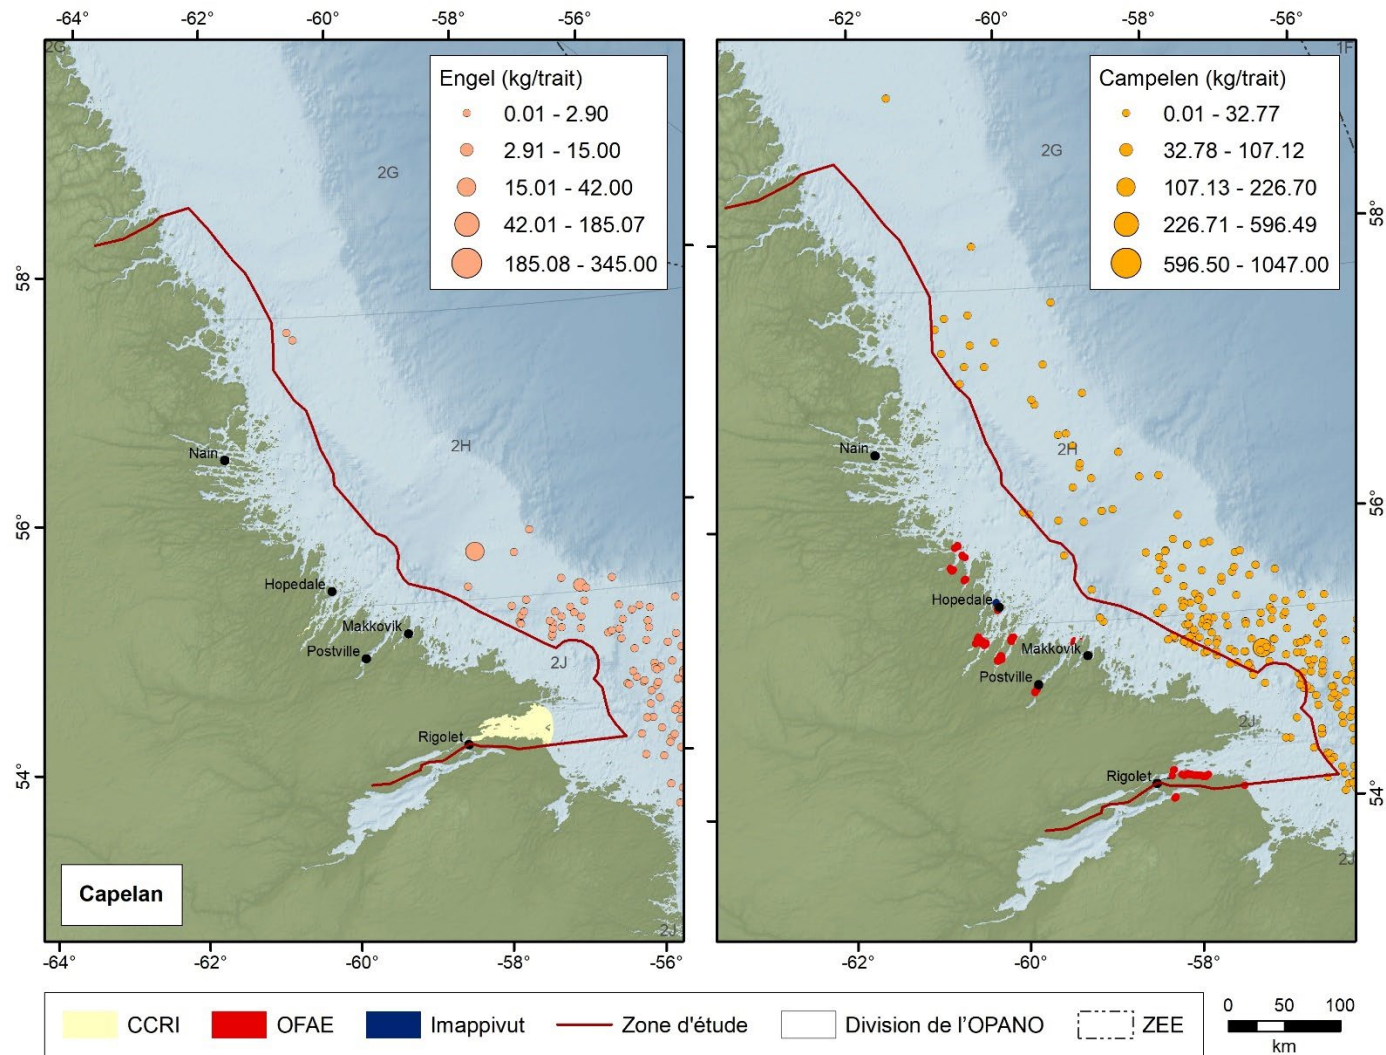 -64° -62° -60° -58° -56°
-62° -60° -58° -56°
2G
1F
Engel (kg/trait)
0.01 - 2.90
2.91 - 15.00
15.01 - 42.00
42.01 - 185.07
185.08 - 345.00
Campelen (kg/trait)
0.01 - 32.77
32.78 - 107.12
107.13 - 226.70
226.71 - 596.49
596.50 - 1047.00
2G
2G
58°
58°
2H
2H
Nain
Nain
56°
56°
Hopedale
Hopedale
Makkovik
Makkovik
Postville
Postville
2J
2J
Rigolet
Rigolet
54°
54°
2J
2J
Capelan
-64° -62° -60° -58° -56°
-62° -60° -58°
CCRI
OFAE
Imappivut
Zone d'étude
Division de l’OPANO
ZEE
0 50 100
km